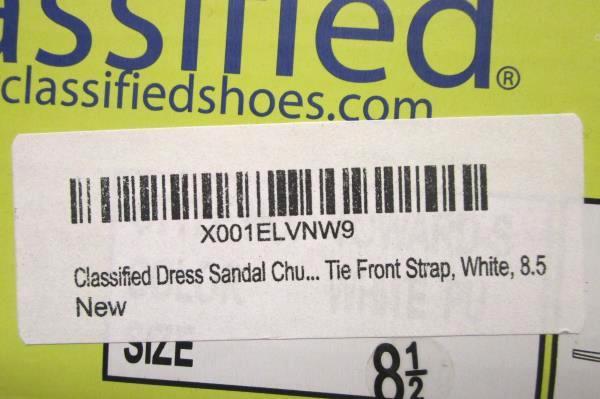 assified®
classifiedshoes.com
X001ELVNW9
Classified Dress Sandal Chu... Tie Front Strap, White, 8.5
New
SIZE
8½